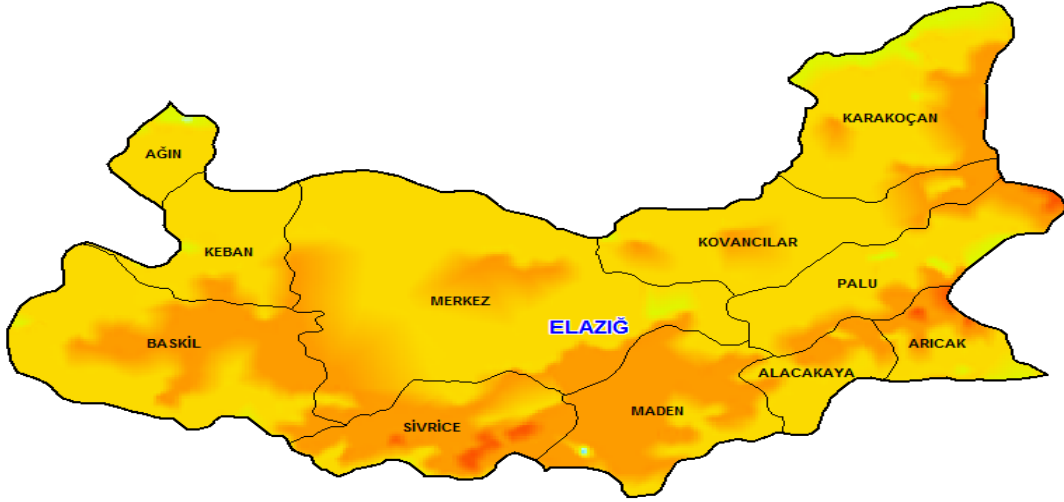 KARAKOÇAN
AĞIN
KOVANCILAR
KEBAN
PALU
MERKEZ
ELAZIĞ
BASKİL
ARICAK
ALACAKAYA
MADEN
SİVRİCE